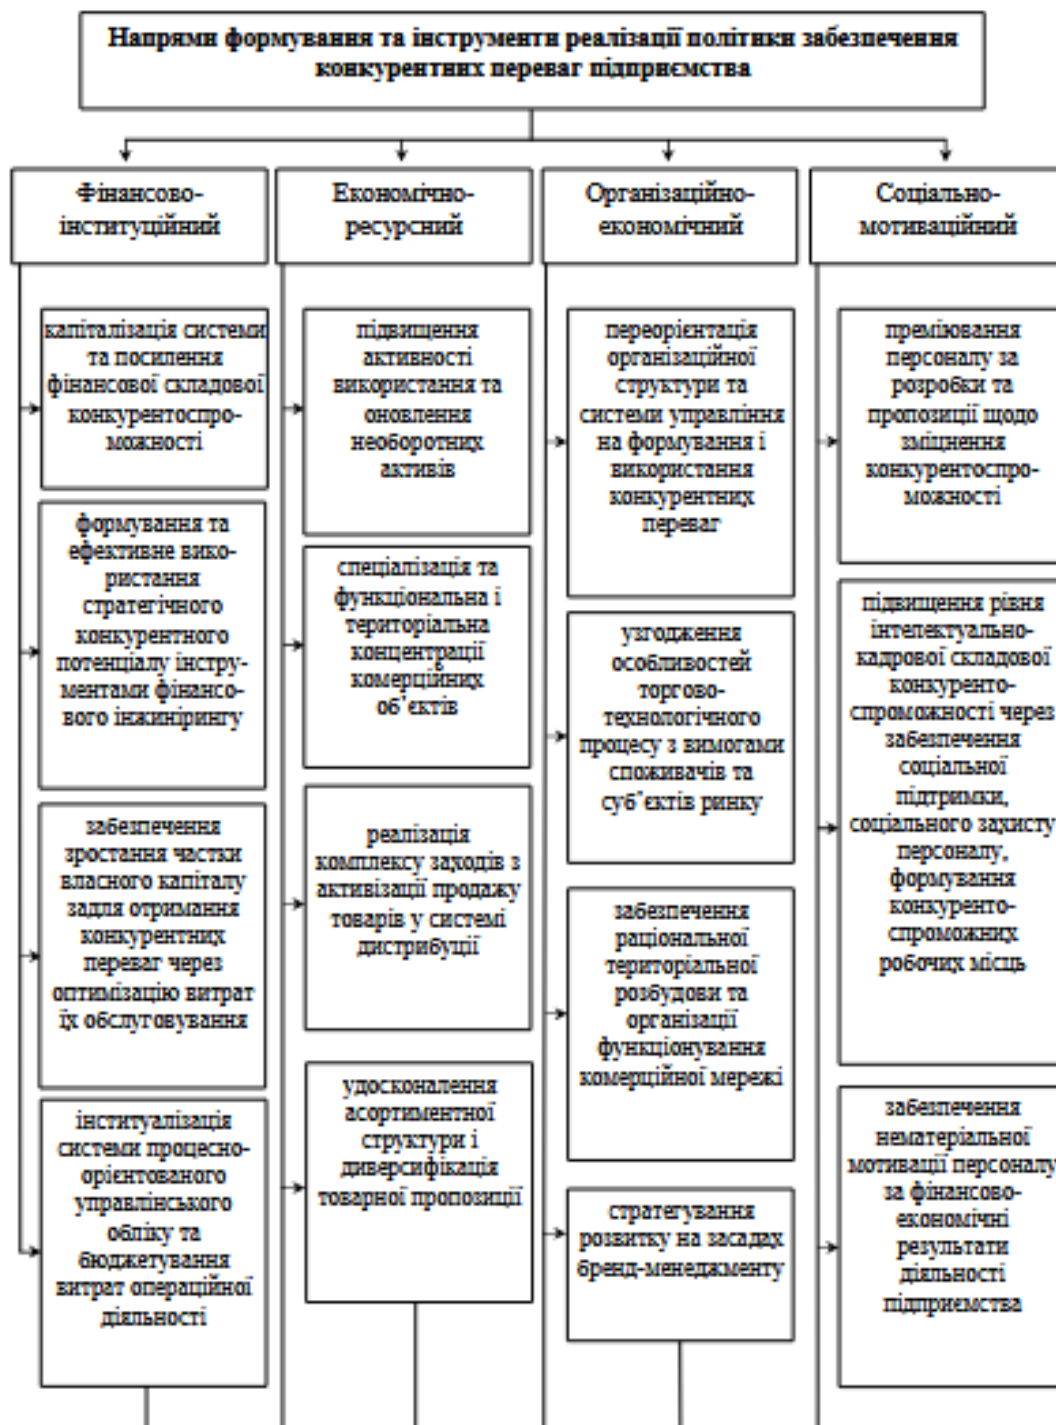 Напрями формування та інструменти реалізації політики забезпечення
конкурентних переваг підприємства
Фінансово-
інституційний
капіталізація системи
та посилення
фінансової складової
конкурентоспро-
можності
формування та
ефективне вико-
ристання
стратегічного
конкурентного
потенціалу інстру-
ментами фінансо-
вого інжинірингу
забезпечення
зростання частки
власного капіталу
задля отримання
конкурентних
переваг через
оптимізацію витрат
їх обслуговування
інституалізація
системи процесно-
орієнтованого
управлінського
обліку та
бюджетування
витрат операційної
діяльності
Економічно-
ресурсний
підвищення
активності
використання та
оновлення
необоротних
активів
спеціалізація та
функціональна і
територіальна
концентрації
комерційних
об’єктів
реалізація
комплексу заходів з
активізації продажу
товарів у системі
дистрибуції
удосконалення
асортиментної
структури і
диверсифікація
товарної пропозиції
Організаційно-
економічний
переорієнтація
організаційної
структури та
системи управління
на формування і
використання
конкурентних
переваг
узгодження
особливостей
торгово-
технологічного
процесу з вимогами
споживачів та
суб’єктів ринку
забезпечення
раціональної
територіальної
розбудови та
організації
функціонування
комерційної мережі
стратегування
розвитку на засадах
бренд-менеджменту
Соціально-
мотиваційний
преміювання
персоналу за
розробки та
пропозиції щодо
зміцнення
конкурентоспро-
можності
підвищення рівня
інтелектуально-
кадрової складової
конкуренто-
спроможності через
забезпечення
соціальної
підтримки,
соціального захисту
персоналу,
формування
конкуренто-
спроможних
робочих місць
забезпечення
нематеріальної
мотивації персоналу
за фінансово-
економічні
результати
діяльності
підприємства